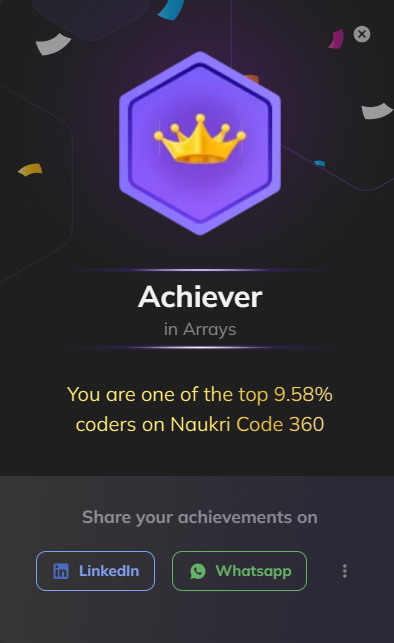 Achiever
in Arrays
You are one of the top 9.58%
coders on Naukri Code 360
Share your achievements on
LinkedIn
Whatsapp